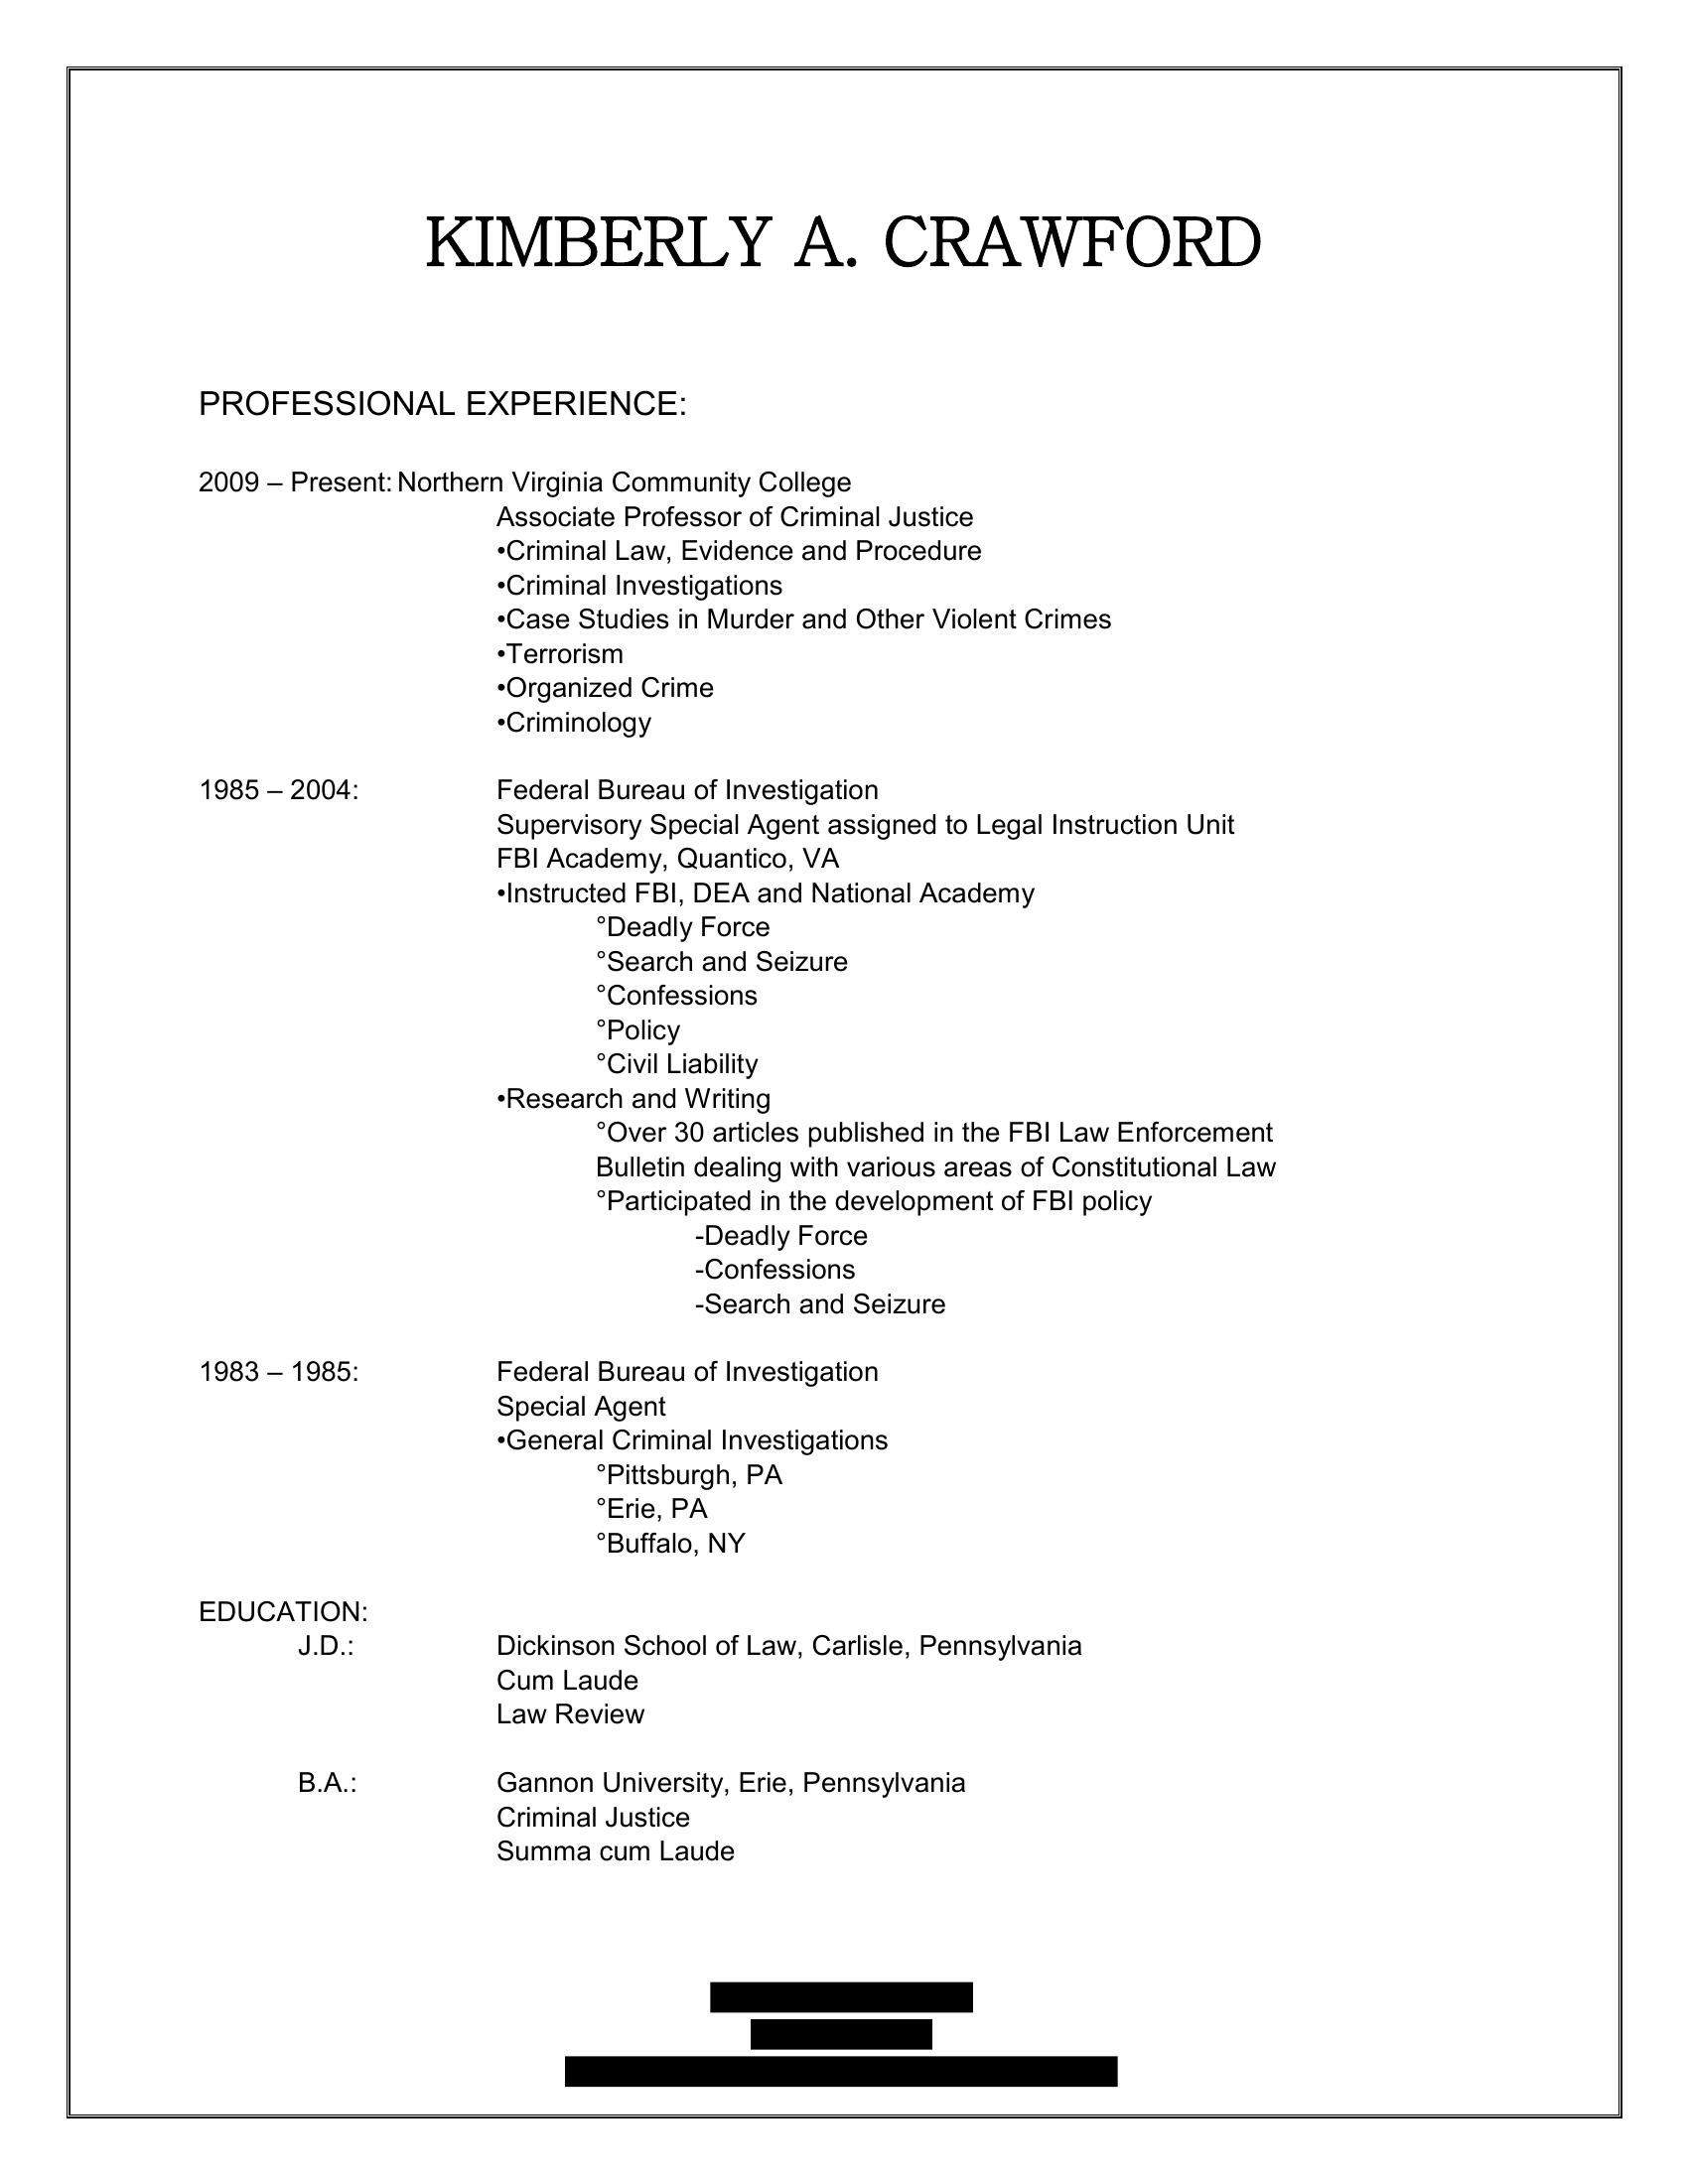 KIMBERLY A. CRAWFORD
PROFESSIONAL EXPERIENCE:
2009 – Present: Northern Virginia Community College
Associate Professor of Criminal Justice
•Criminal Law, Evidence and Procedure
•Criminal Investigations
•Case Studies in Murder and Other Violent Crimes
•Terrorism
•Organized Crime
•Criminology
1985 – 2004: Federal Bureau of Investigation
Supervisory Special Agent assigned to Legal Instruction Unit
FBI Academy, Quantico, VA
•Instructed FBI, DEA and National Academy
°Deadly Force
°Search and Seizure
°Confessions
°Policy
°Civil Liability
•Research and Writing
°Over 30 articles published in the FBI Law Enforcement
Bulletin dealing with various areas of Constitutional Law
°Participated in the development of FBI policy
-Deadly Force
-Confessions
-Search and Seizure
1983 – 1985: Federal Bureau of Investigation
Special Agent
•General Criminal Investigations
°Pittsburgh, PA
°Erie, PA
°Buffalo, NY
EDUCATION:
J.D.: Dickinson School of Law, Carlisle, Pennsylvania
Cum Laude
Law Review
B.A.: Gannon University, Erie, Pennsylvania
Criminal Justice
Summa cum Laude